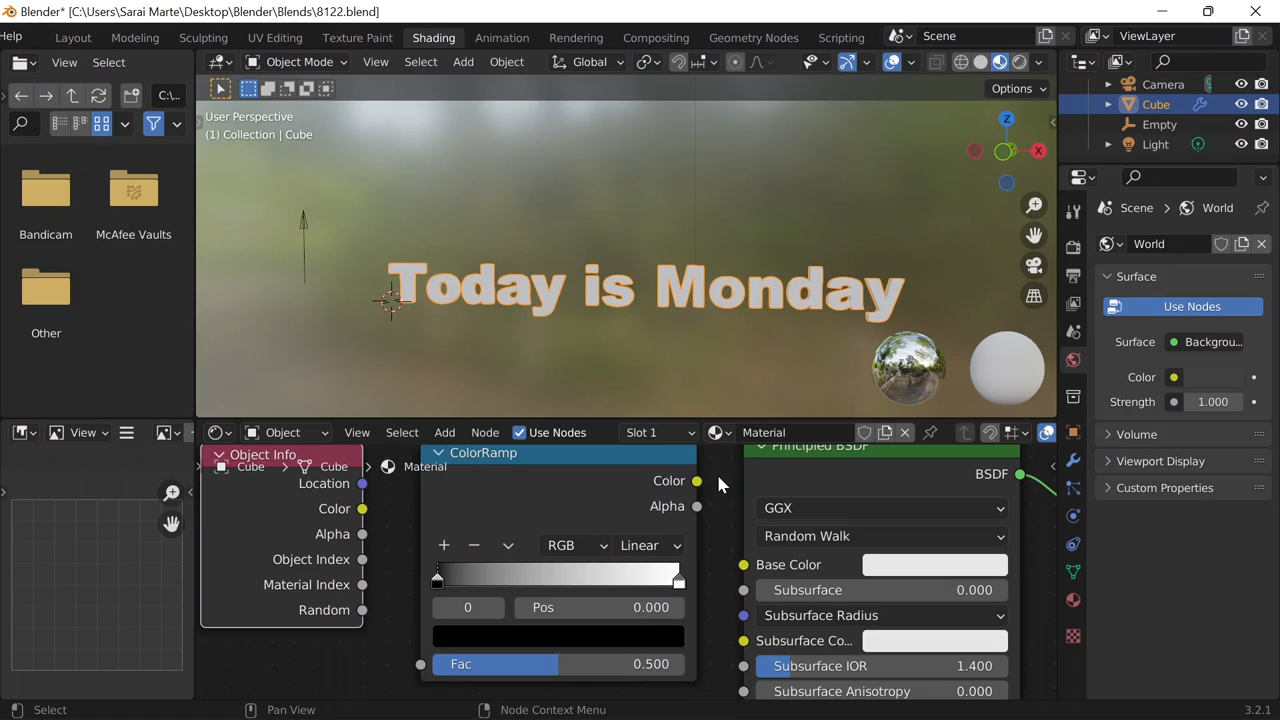 Blender* [C:\Users\Sarai Marte\Desktop\Blender\Blends\8122.blend]
Help Layout Modeling Sculpting UV Editing Texture Paint Shading Animation Rendering Compositing Geometry Nodes Scripting Scene ViewLayer
View Select Object Mode View Select Add Object Global
C:\...
Options
User Perspective
(1) Collection | Cube
Z
X
Camera
Cube
Empty
Light
Bandicam McAfee Vaults
Other
Today is Monday
Scene > World
World
Surface
Use Nodes
Surface Backgrou...
Color
Strength 1.000
Volume
Viewport Display
Custom Properties
View Object View Select Add Node Use Nodes Slot 1 Material
Object Info
Cube > Cube > Material
Location
Color
Alpha
Object Index
Material Index
Random
ColorRamp
Color
Alpha
RGB Linear
0 Pos 0.000
Fac 0.500
Principled BSDF
BSDF
GGX
Random Walk
Base Color
Subsurface 0.000
Subsurface Radius
Subsurface Co...
Subsurface IOR 1.400
Subsurface Anisotropy 0.000
Select Pan View Node Context Menu 3.2.1